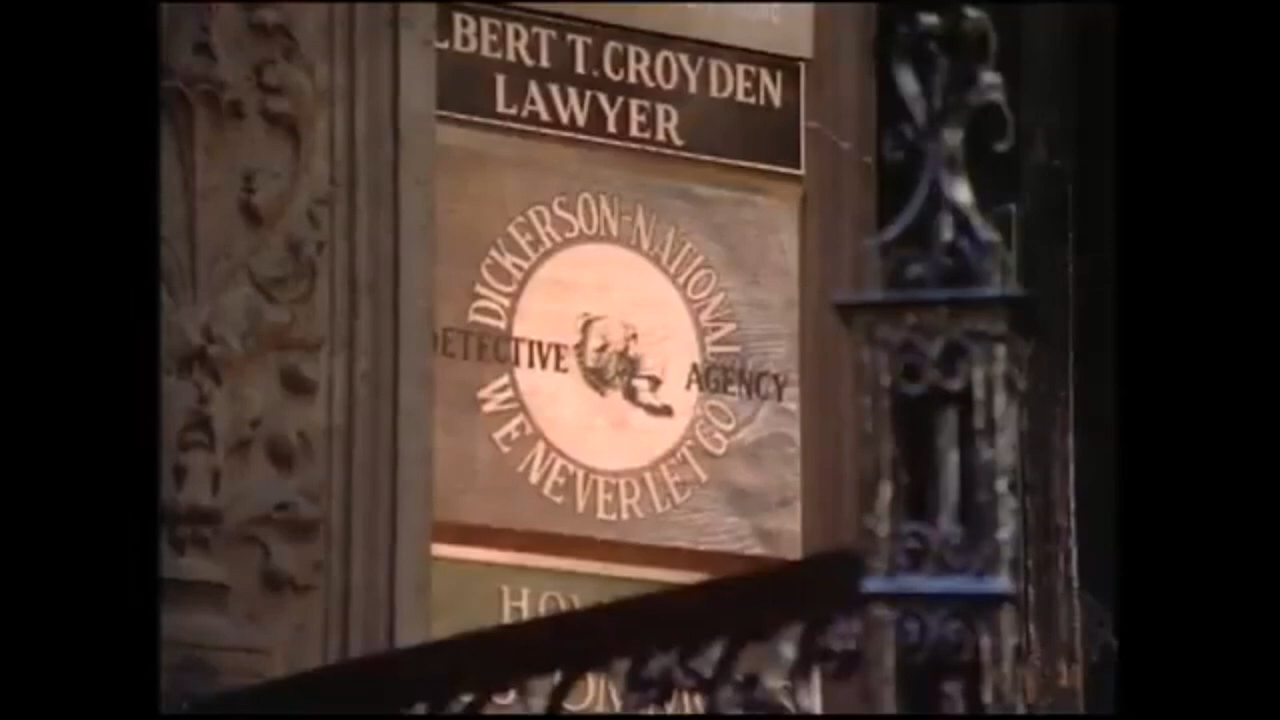 LBERT T. CROYDEN
LAWYER
DICKERSON-NATIONAL
ETECTIVE AGENCY
WE NEVER LET GO